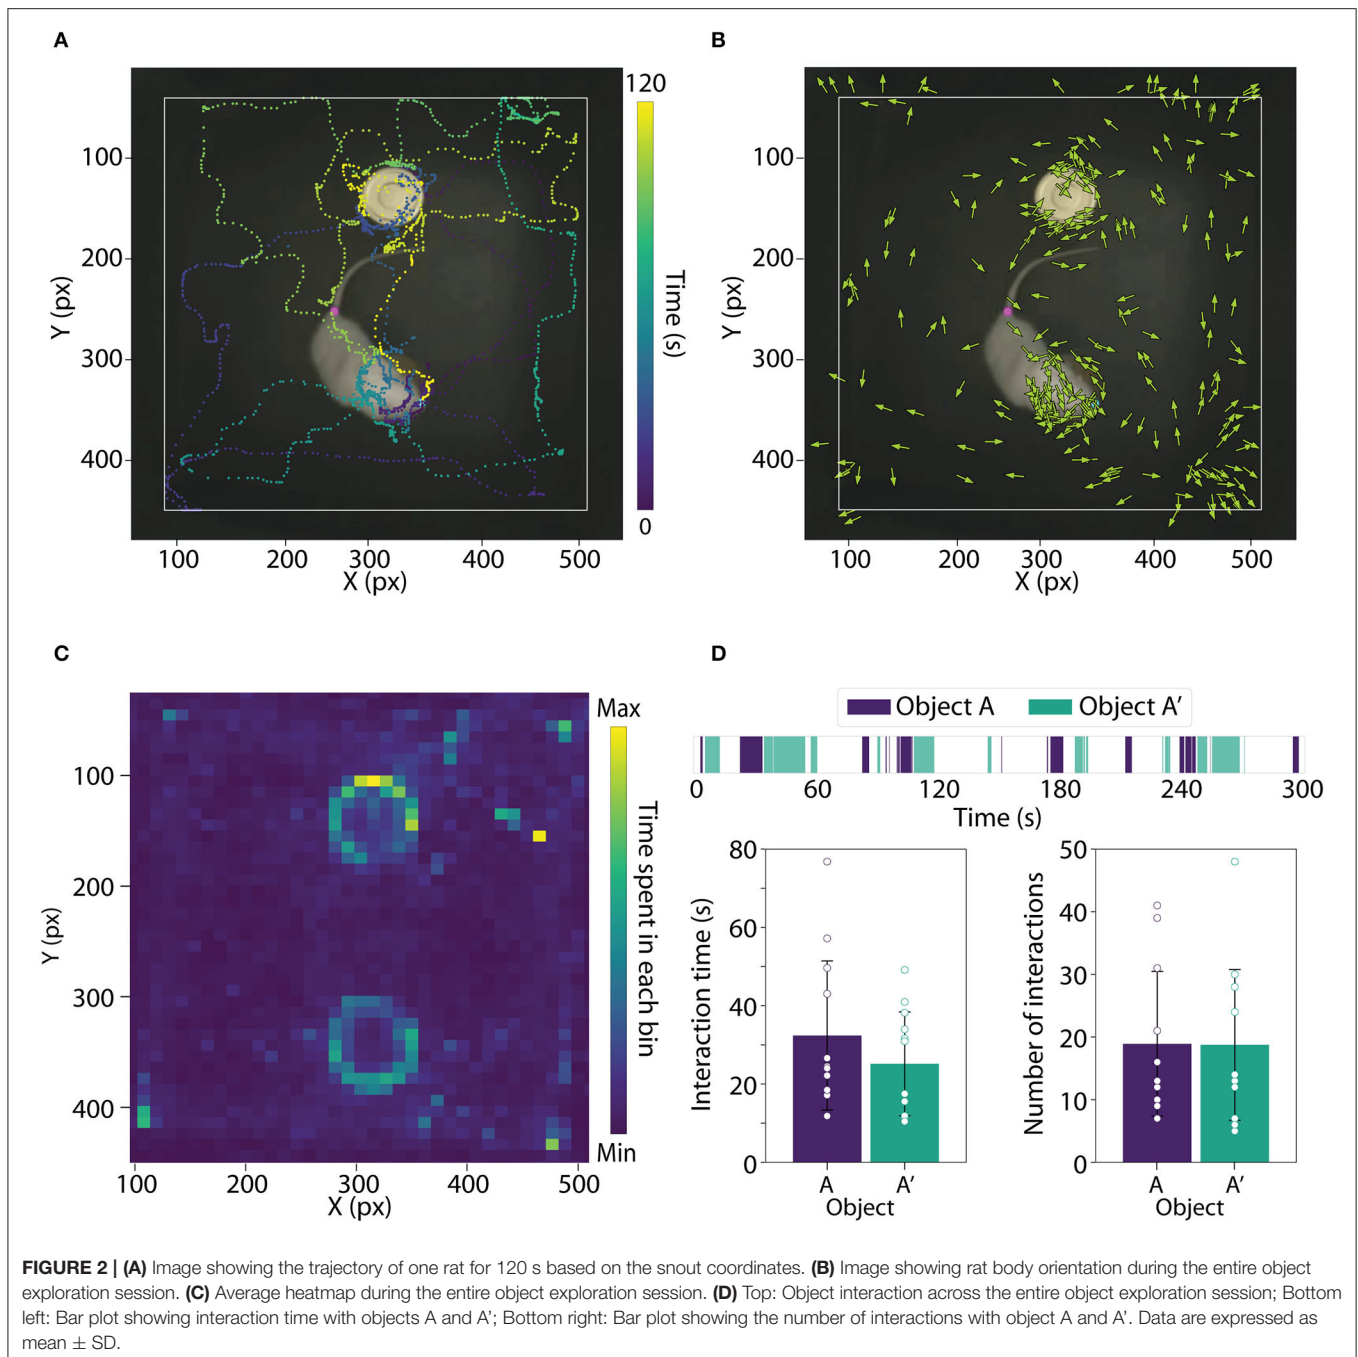 A
B
120
100
200
300
400
Y (px)
Time (s)
0
100 200 300 400 500
X (px)
100
200
300
400
Y (px)
100 200 300 400 500
X (px)
C
D
Max
Time spent in each bin
Min
100
200
300
400
Y (px)
100 200 300 400 500
X (px)
Object A Object A′
0 60 120 180 240 300
Time (s)
80
60
40
20
0
Interaction time (s)
A A′
Object
50
40
30
20
10
0
Number of interactions
A A′
Object
FIGURE 2 | (A) Image showing the trajectory of one rat for 120 s based on the snout coordinates. (B) Image showing rat body orientation during the entire object
exploration session. (C) Average heatmap during the entire object exploration session. (D) Top: Object interaction across the entire object exploration session; Bottom
left: Bar plot showing interaction time with objects A and A’; Bottom right: Bar plot showing the number of interactions with object A and A’. Data are expressed as
mean ± SD.